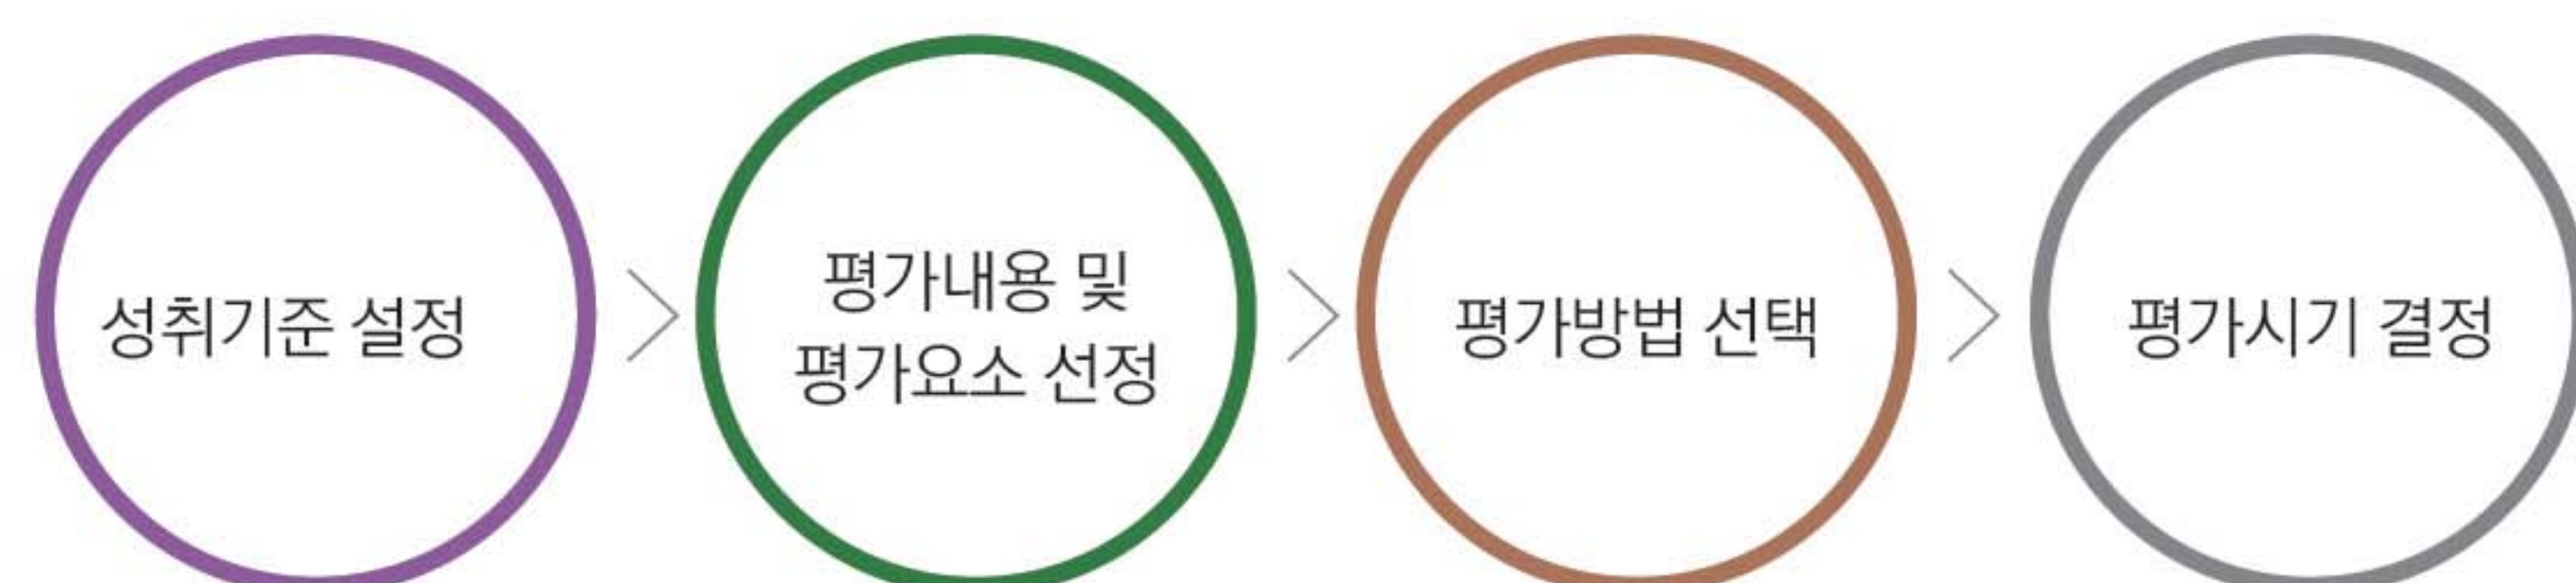 성취기준 설정
평가내용 및
평가요소 선정
평가방법 선택
평가시기 결정